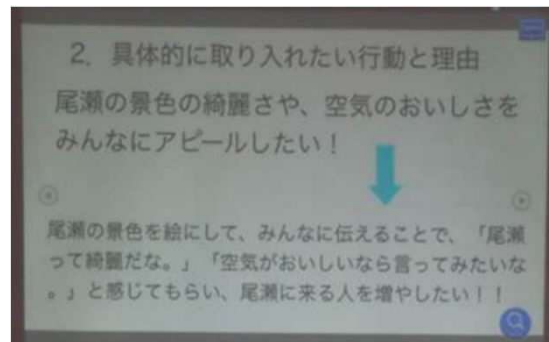 2. 具体的に取り入れたい行動と理由
尾瀬の景色の綺麗さや、空気のおいしさを
みんなにアピールしたい！
尾瀬の景色を絵にして、みんなに伝えることで、「尾瀬
って綺麗だな。」「空気がおいしいなら言ってみたいな
。」と感じてもらい、尾瀬に来る人を増やしたい！！